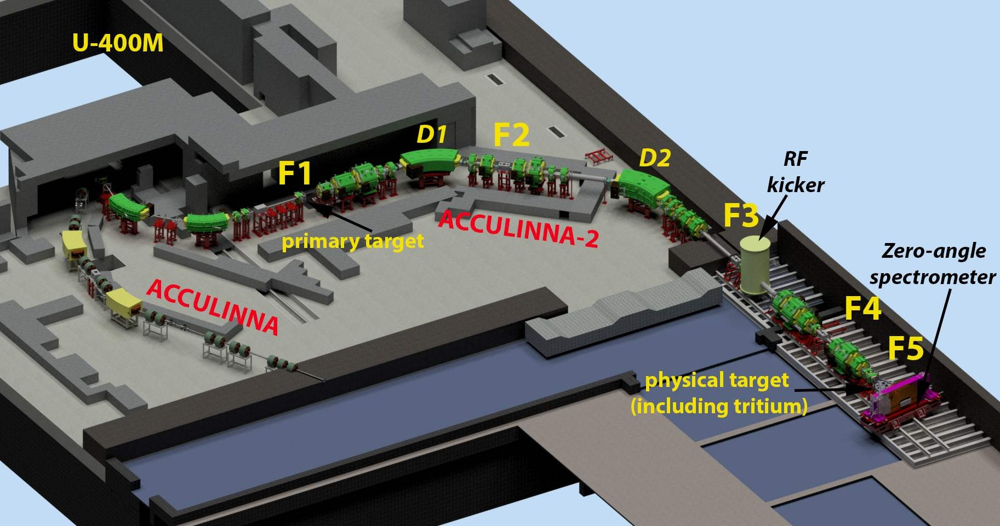 U-400M
F1
D1
F2
D2
RF
kicker
F3
primary target
ACCULINNA-2
Zero-angle
spectrometer
ACCULINNA
F4
F5
physical target
(including tritium)